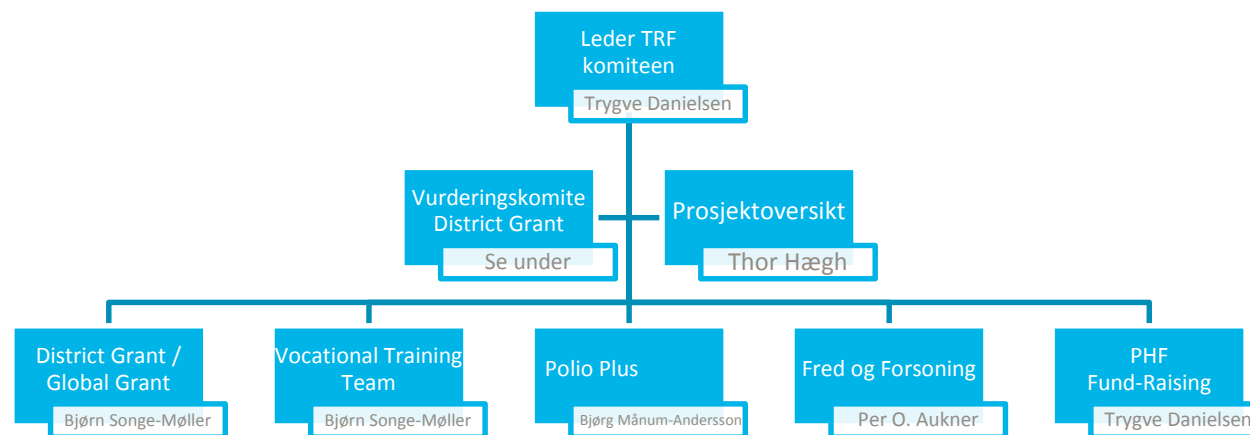 Leder TRF
komiteen
Trygve Danielsen
Vurderingskomite
District Grant
Se under
Prosjektoversikt
Thor Hægh
District Grant /
Global Grant
Bjørn Songe-Møller
Vocational Training
Team
Bjørn Songe-Møller
Polio Plus
Bjørg Månum-Andersson
Fred og Forsoning
Per O. Aukner
PHF
Fund-Raising
Trygve Danielsen